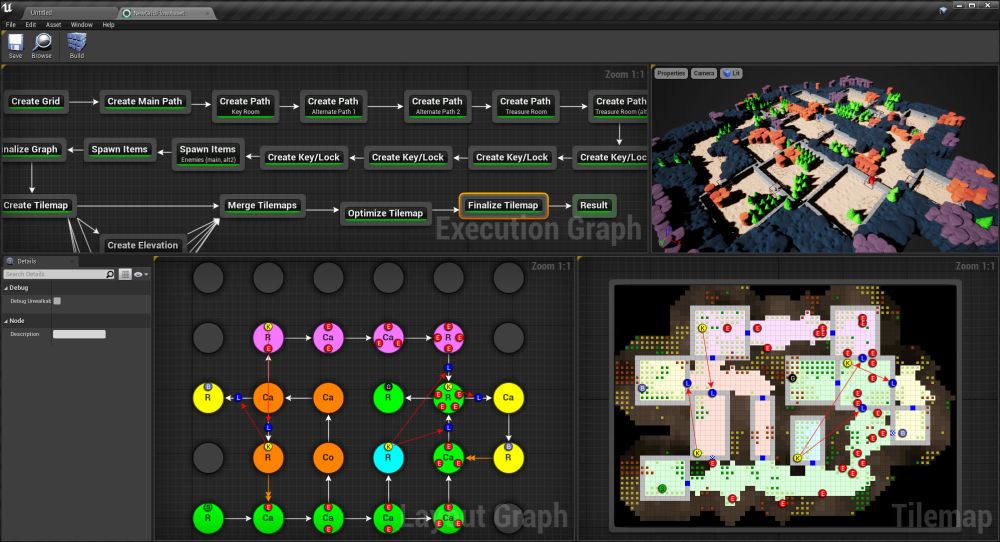 Untitled
NewGridFlowAsset
File Edit Asset Window Help
Save Browse Build
Zoom 1:1
Create Grid
Create Main Path
Create Path
Key Room
Create Path
Alternate Path 1
Create Path
Alternate Path 2
Create Path
Treasure Room
Create Path
Treasure Room (alt
inalize Graph
Spawn Items
Spawn Items
Enemies (main, alt2)
Create Key/Lock
Create Key/Lock
Create Key/Lock
Create Key/Lo
Create Tilemap
Merge Tilemaps
Optimize Tilemap
Finalize Tilemap
Result
Create Elevation
Execution Graph
Properties Camera Lit
Details
Search Details
Debug
Debug Unwalkab
Node
Description
Zoom 1:1
K
R
E
E
Ca
E
E
Ca
E
E
E
R
E
L
B
R
L
Ca
Ca
R
K
R
E
E
E
E
L
Ca
L
L
K
R
Co
K
R
E
Ca
E
E
B
R
R
E
Ca
E
Ca
E
E
Ca
E
E
Ca
E
Layout Graph
Zoom 1:1
K
E
E
E
E
E
K
L
E
E
B
L
L
L
E
L
E
E
B
K
E
K
E
E
E
E
E
E
E
E
Tilemap